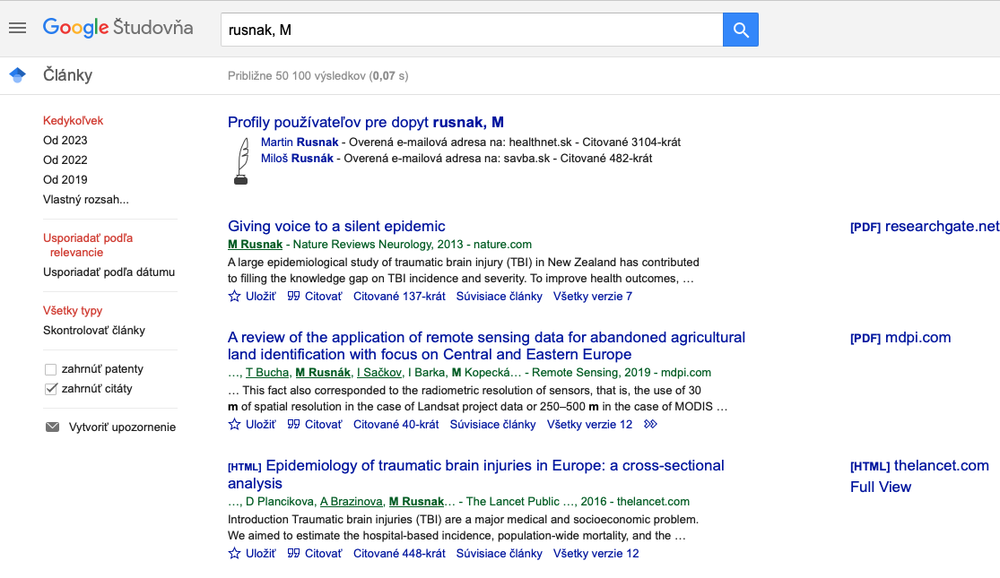 Google Študovňa
rusnak, M
Články
Približne 50 100 výsledkov (0,07 s)
Kedykoľvek
Od 2023
Od 2022
Od 2019
Vlastný rozsah...
Usporiadať podľa
relevancie
Usporiadať podľa dátumu
Všetky typy
Skontrolovať články
zahrnúť patenty
zahrnúť citáty
Vytvoriť upozornenie
Profily používateľov pre dopyt rusnak, M
Martin Rusnak - Overená e-mailová adresa na: healthnet.sk - Citované 3104-krát
Miloš Rusnák - Overená e-mailová adresa na: savba.sk - Citované 482-krát
Giving voice to a silent epidemic
[PDF] researchgate.net
M Rusnak - Nature Reviews Neurology, 2013 - nature.com
A large epidemiological study of traumatic brain injury (TBI) in New Zealand has contributed
to filling the knowledge gap on TBI incidence and severity. To improve health outcomes, …
Uložiť Citovať Citované 137-krát Súvisiace články Všetky verzie 7
A review of the application of remote sensing data for abandoned agricultural
land identification with focus on Central and Eastern Europe
[PDF] mdpi.com
…, T Bucha, M Rusnák, I Sačkov, I Barka, M Kopecká… - Remote Sensing, 2019 - mdpi.com
… This fact also corresponded to the radiometric resolution of sensors, that is, the use of 30
m of spatial resolution in the case of Landsat project data or 250–500 m in the case of MODIS …
Uložiť Citovať Citované 40-krát Súvisiace články Všetky verzie 12
[HTML] Epidemiology of traumatic brain injuries in Europe: a cross-sectional
analysis
[HTML] thelancet.com
Full View
…, D Plancikova, A Brazinova, M Rusnak… - The Lancet Public …, 2016 - thelancet.com
Introduction Traumatic brain injuries (TBI) are a major medical and socioeconomic problem.
We aimed to estimate the hospital-based incidence, population-wide mortality, and the …
Uložiť Citovať Citované 448-krát Súvisiace články Všetky verzie 12